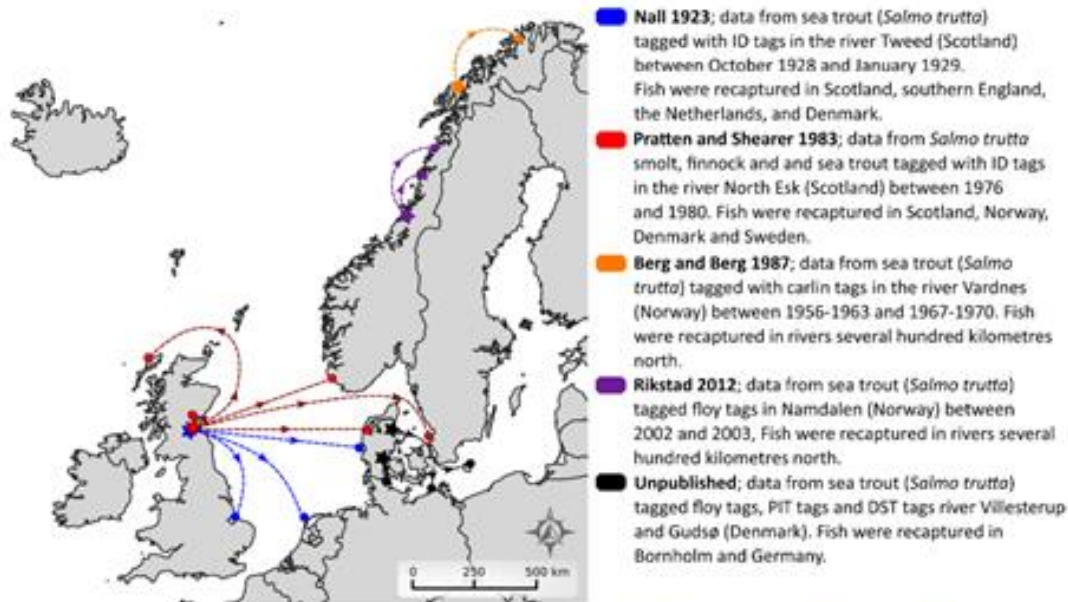 Nall 1923; data from sea trout (Salmo trutta)
tagged with ID tags in the river Tweed (Scotland)
between October 1928 and January 1929.
Fish were recaptured in Scotland, southern England,
the Netherlands, and Denmark.
Pratten and Shearer 1983; data from Salmo trutta
smolt, finnock and and sea trout tagged with ID tags
in the river North Esk (Scotland) between 1976
and 1980. Fish were recaptured in Scotland, Norway,
Denmark and Sweden.
Berg and Berg 1987; data from sea trout (Salmo
trutta) tagged with carlin tags in the river Vardnes
(Norway) between 1956-1963 and 1967-1970. Fish
were recaptured in rivers several hundred kilometres
north.
Rikstad 2012; data from sea trout (Salmo trutta)
tagged floy tags in Namdalen (Norway) between
2002 and 2003, Fish were recaptured in rivers several
hundred kilometres north.
Unpublished; data from sea trout (Salmo trutta)
tagged floy tags, PIT tags and DST tags river Villesterup
and Gudsø (Denmark). Fish were recaptured in
Bornholm and Germany.
0 250 500 km